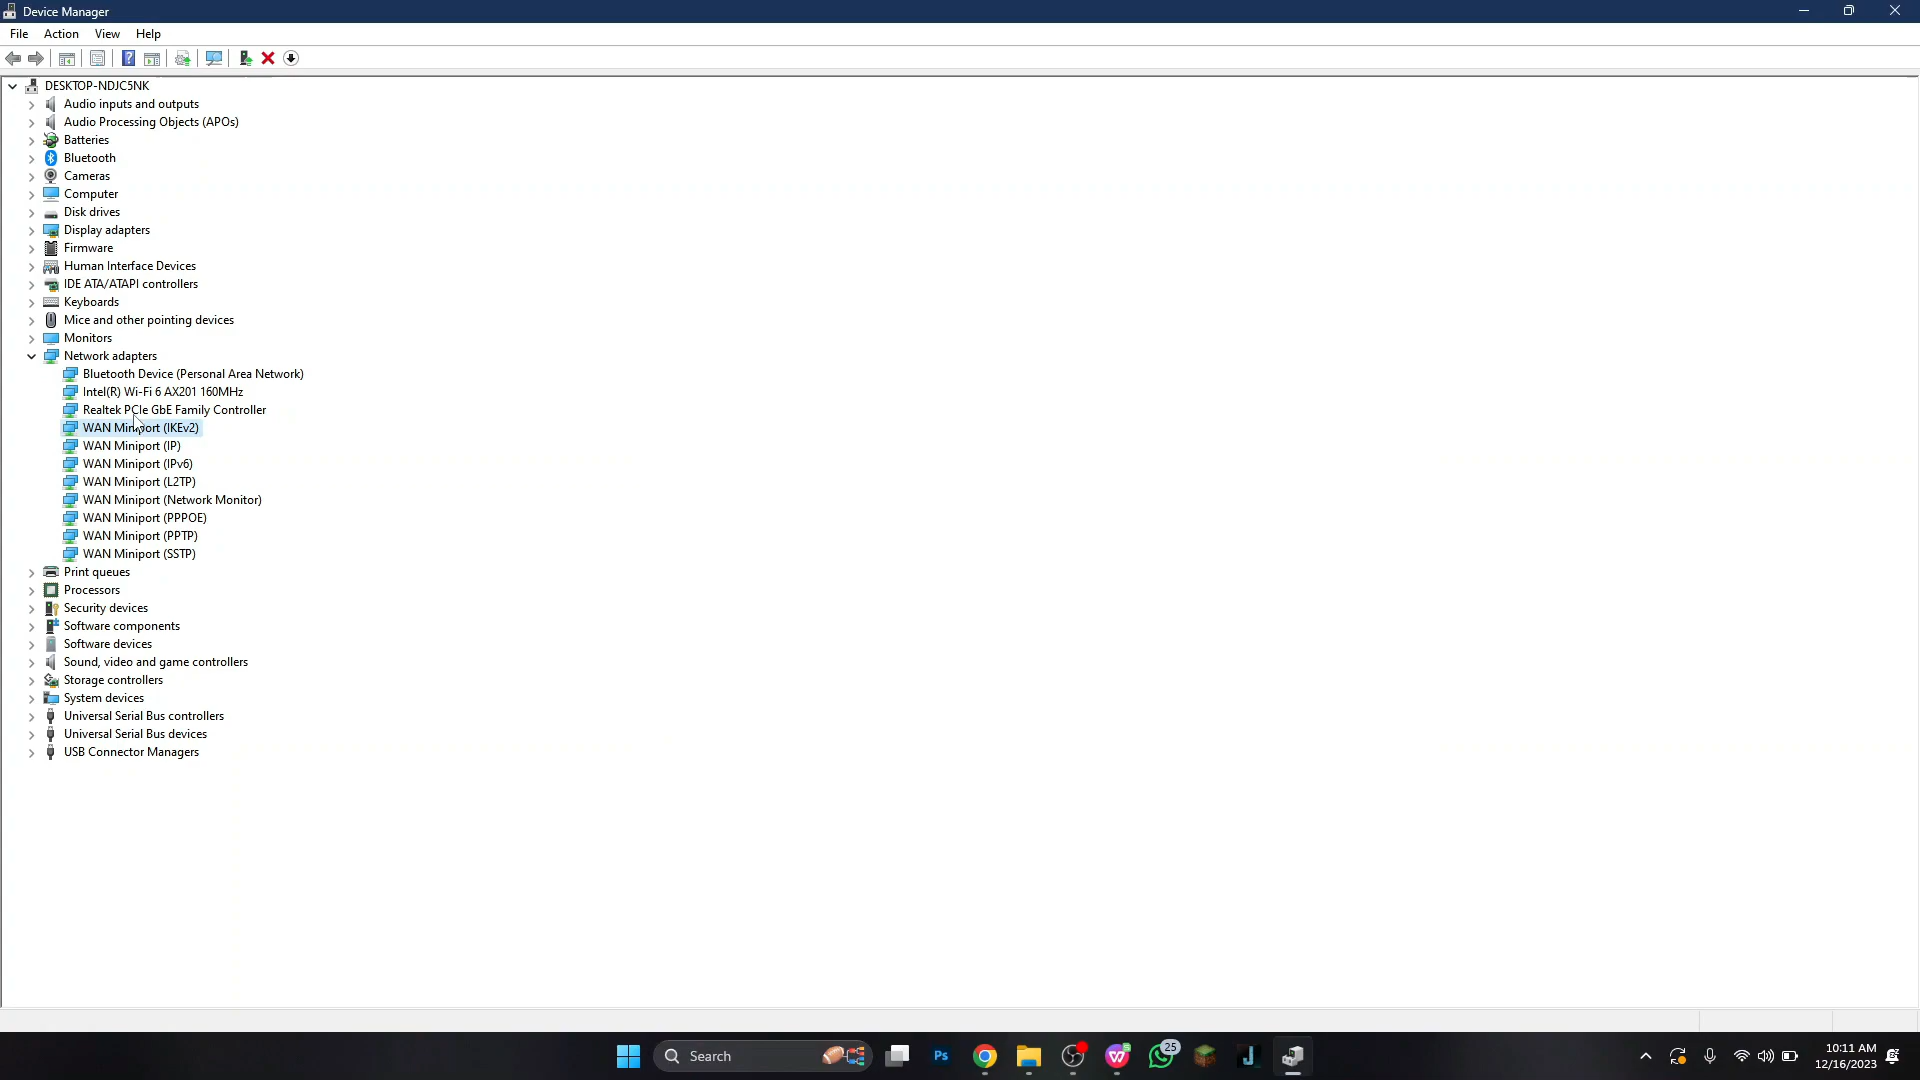 Device Manager
File Action View Help
DESKTOP-NDJC5NK
Audio inputs and outputs
Audio Processing Objects (APOs)
Batteries
Bluetooth
Cameras
Computer
Disk drives
Display adapters
Firmware
Human Interface Devices
IDE ATA/ATAPI controllers
Keyboards
Mice and other pointing devices
Monitors
Network adapters
Bluetooth Device (Personal Area Network)
Intel(R) Wi-Fi 6 AX201 160MHz
Realtek PCIe GbE Family Controller
WAN Miniport (IKEv2)
WAN Miniport (IP)
WAN Miniport (IPv6)
WAN Miniport (L2TP)
WAN Miniport (Network Monitor)
WAN Miniport (PPPOE)
WAN Miniport (PPTP)
WAN Miniport (SSTP)
Print queues
Processors
Security devices
Software components
Software devices
Sound, video and game controllers
Storage controllers
System devices
Universal Serial Bus controllers
Universal Serial Bus devices
USB Connector Managers
Search Ps 25 10:11 AM
12/16/2023